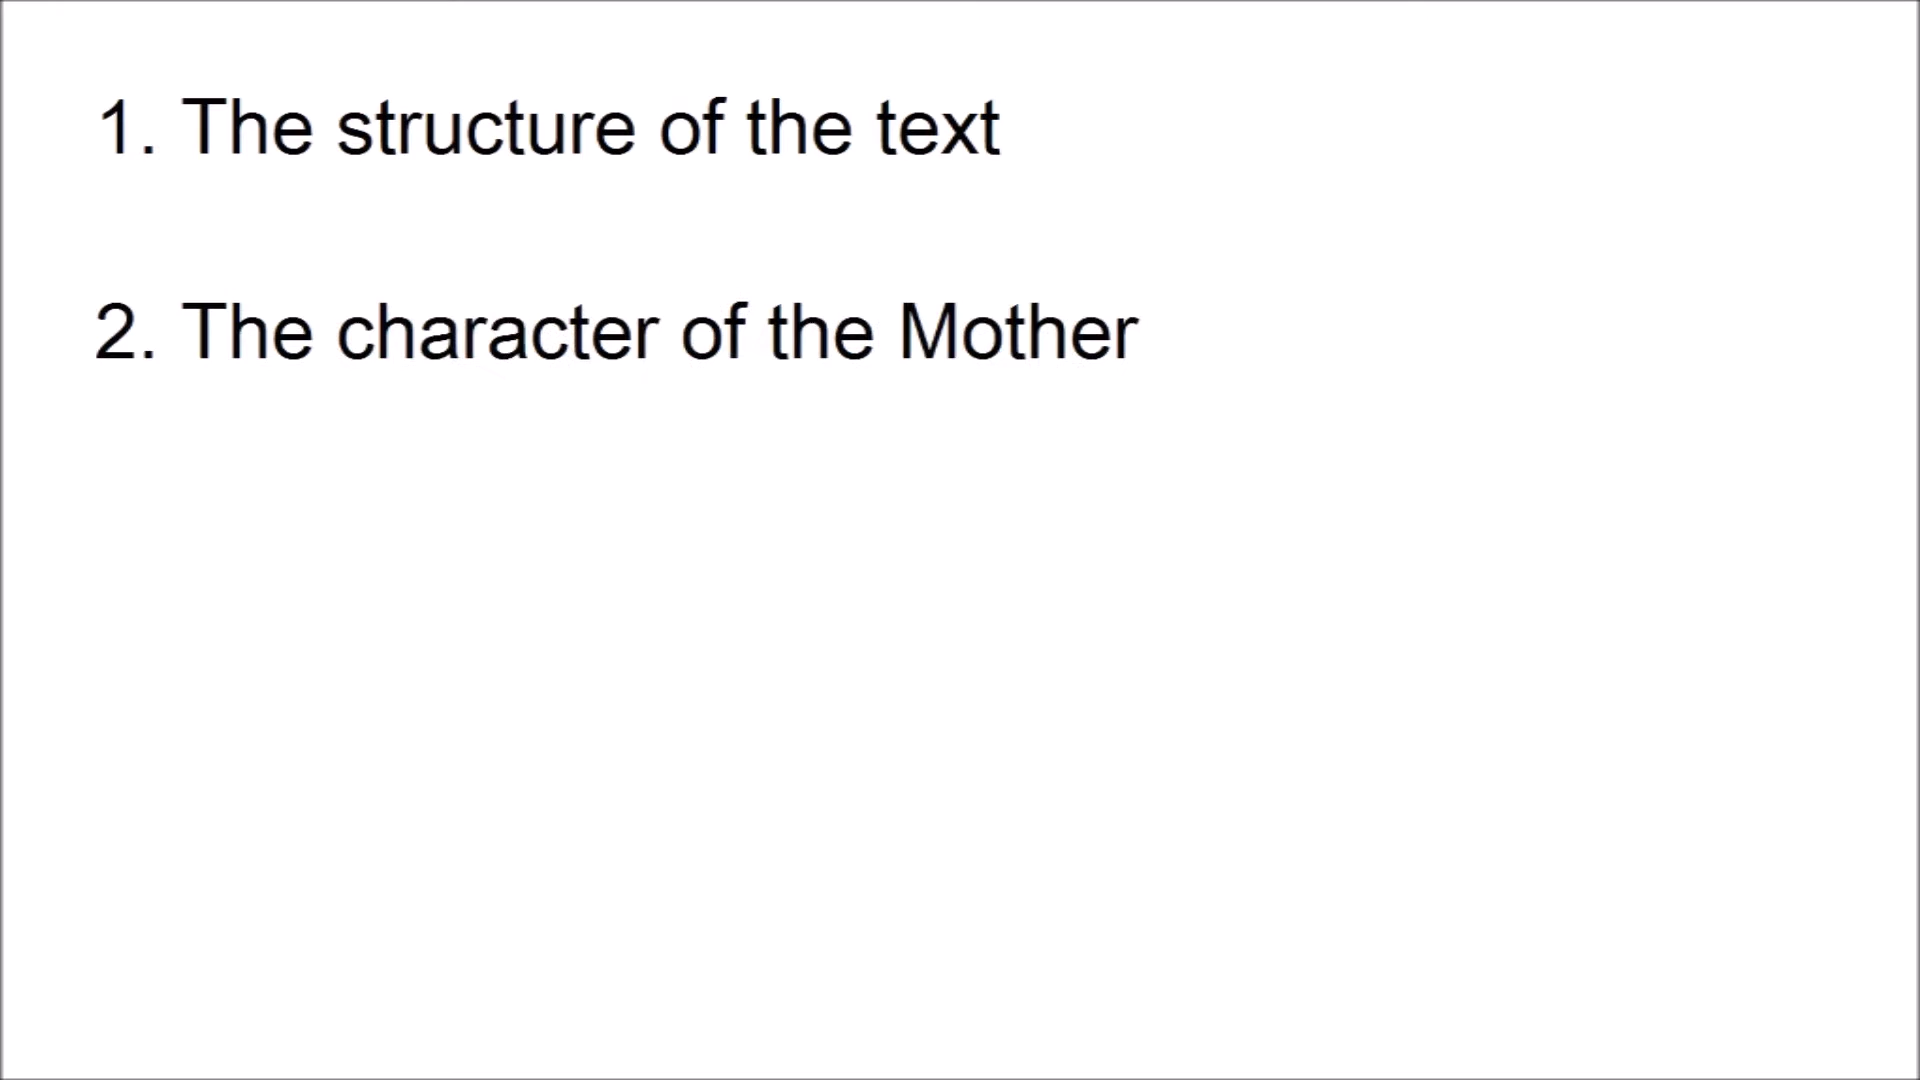 1. The structure of the text
2. The character of the Mother